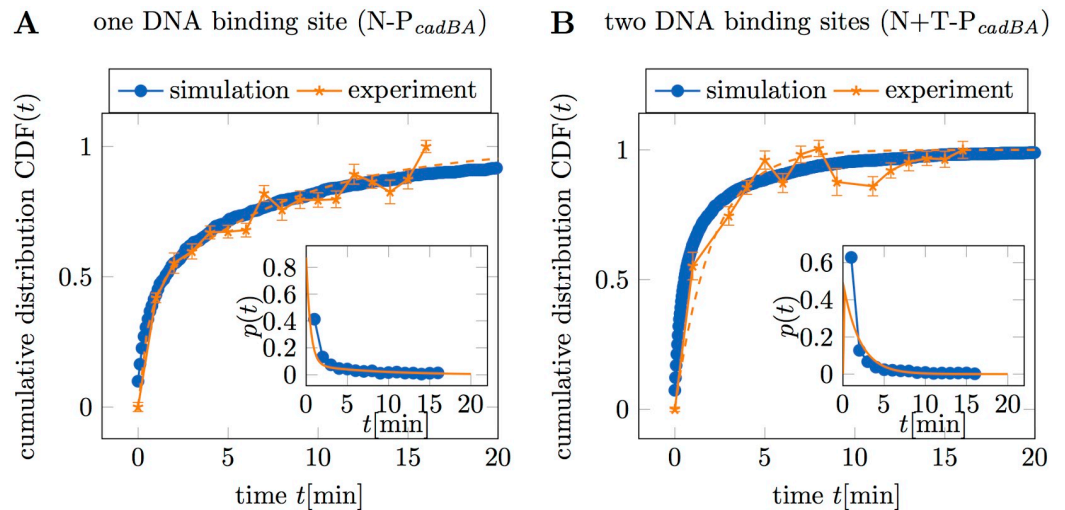 A one DNA binding site (N-P_cadBA)
simulation experiment
cumulative distribution CDF(t)
1
0.5
0
0 5 10 15 20
time t[min]
p(t)
0.8
0.6
0.4
0.2
0
0 5 10 15 20
t[min]
B two DNA binding sites (N+T-P_cadBA)
simulation experiment
cumulative distribution CDF(t)
1
0.5
0
0 5 10 15 20
time t[min]
p(t)
0.6
0.4
0.2
0
0 5 10 15 20
t[min]